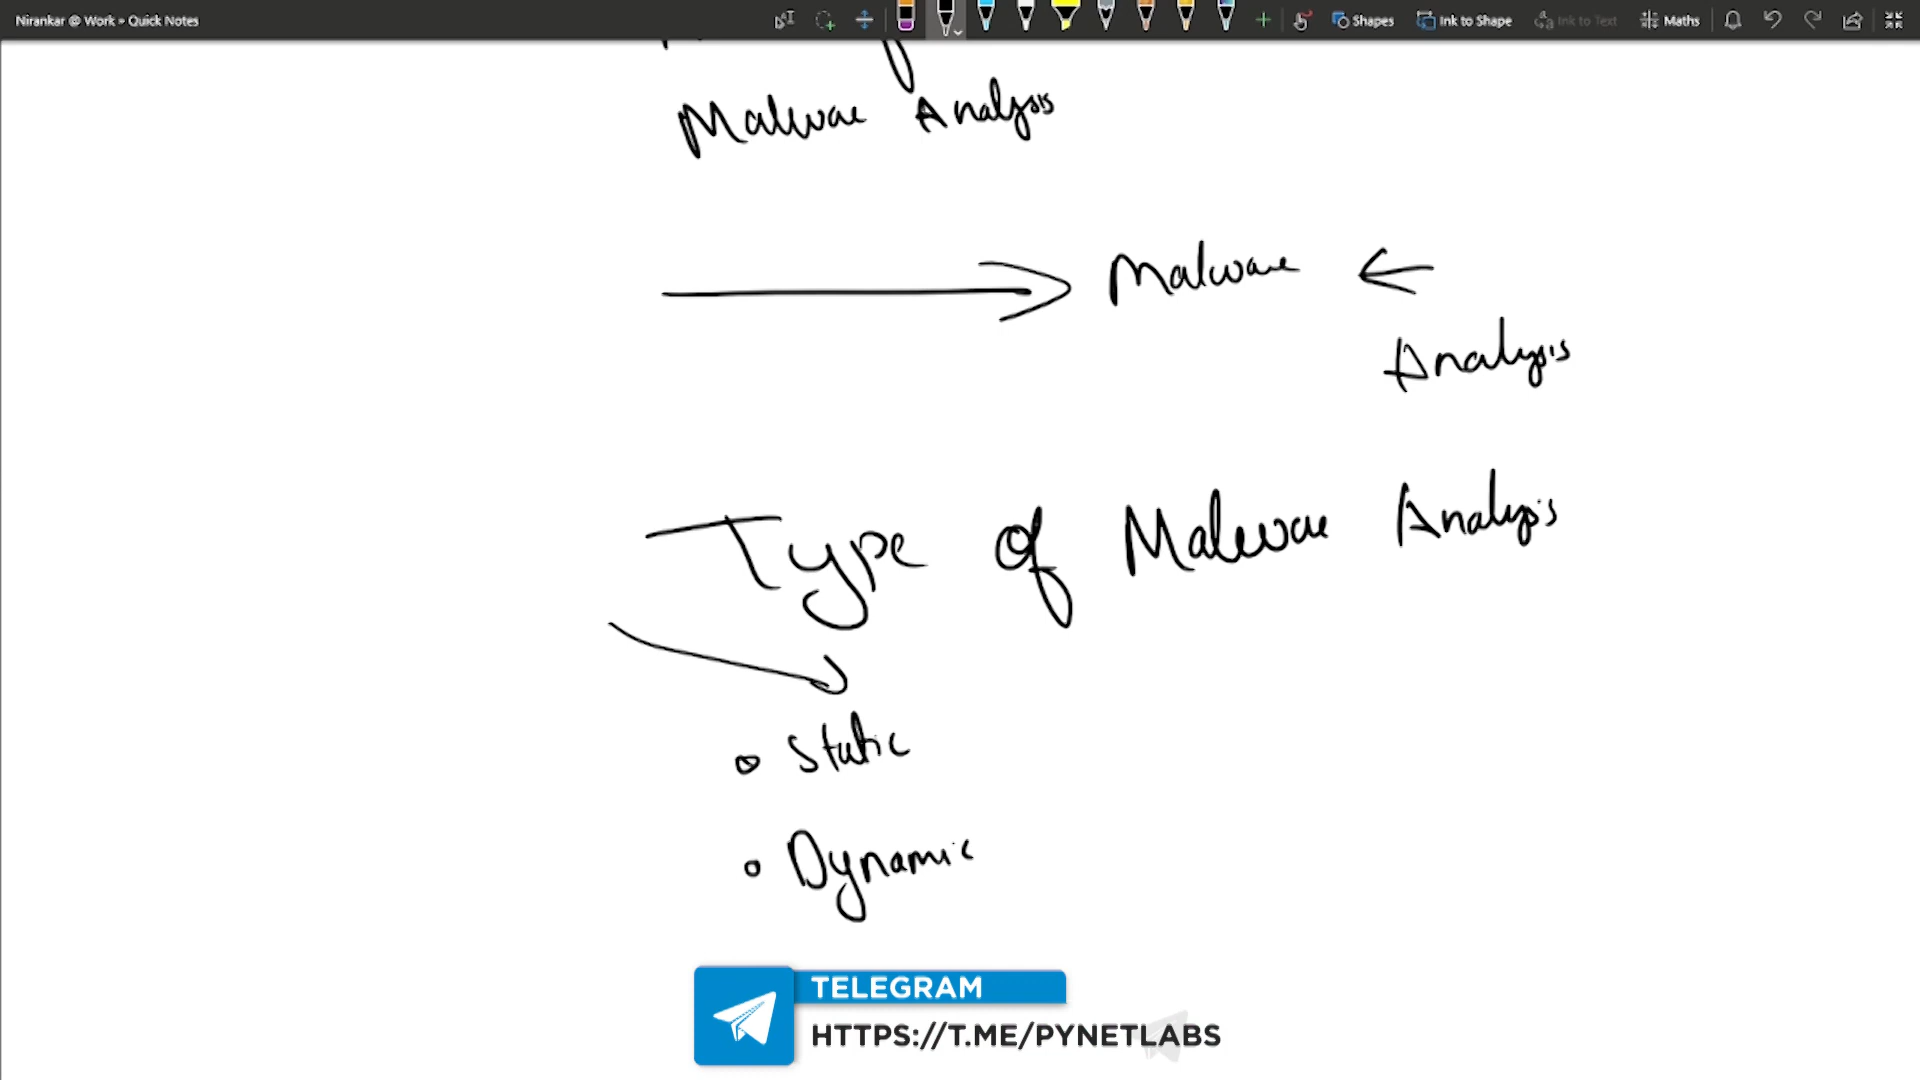 Nirankar @ Work » Quick Notes
Shapes Ink to Shape Ink to Text Maths
Malware Analysis
Malware
Analysis
Type of Malware Analysis
Static
Dynamic
TELEGRAM
HTTPS://T.ME/PYNETLABS